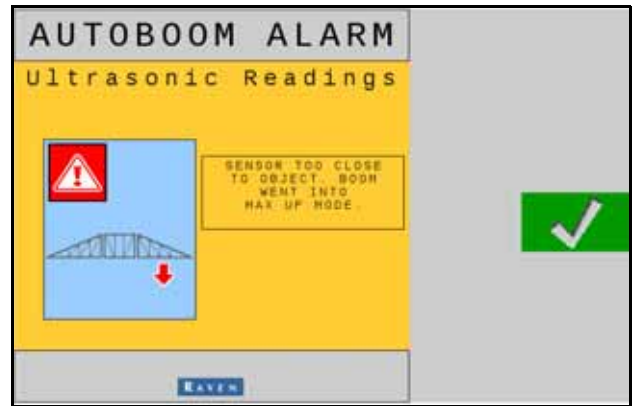 AUTOBOOM ALARM
Ultrasonic Readings
SENSOR TOO CLOSE
TO OBJECT. BOOM
WENT INTO
MAX UP MODE.
RAVEN